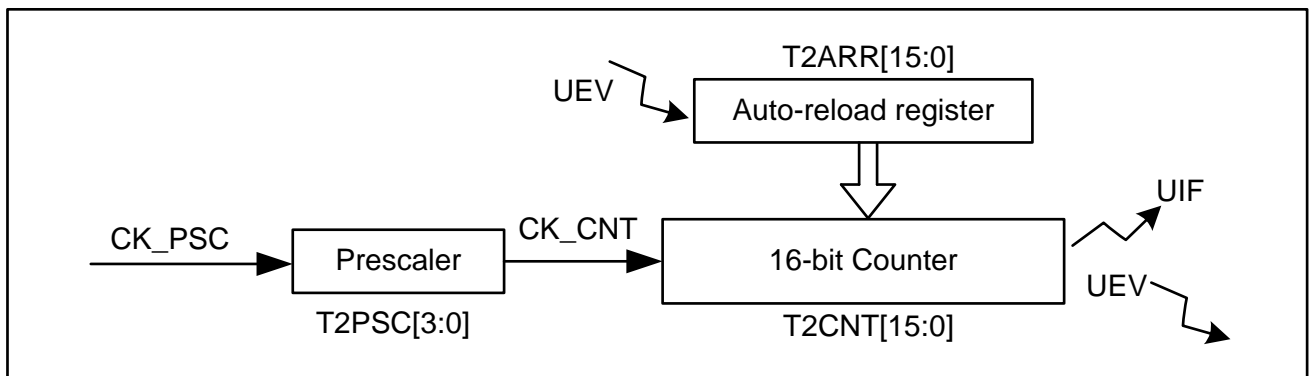 T2ARR[15:0]
UEV
Auto-reload register
UIF
CK_PSC
CK_CNT
Prescaler
16-bit Counter
UEV
T2PSC[3:0]
T2CNT[15:0]